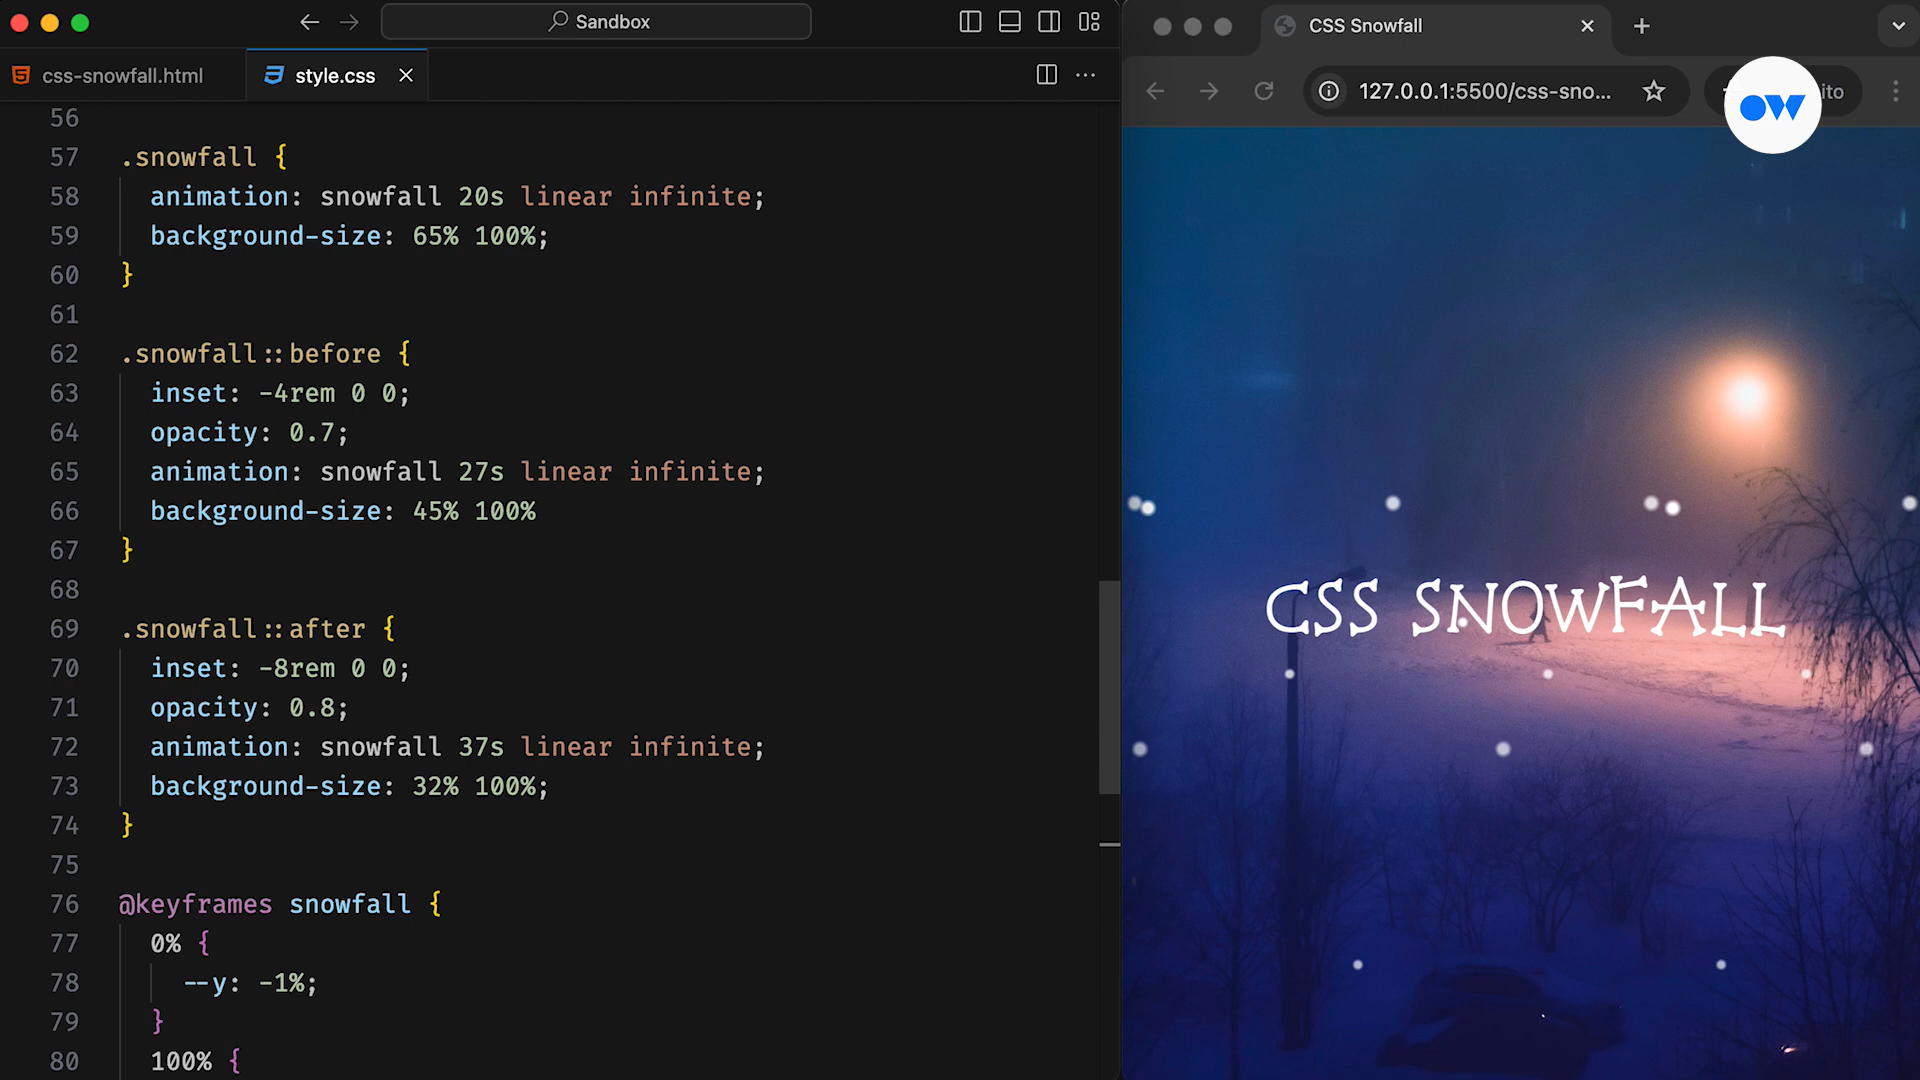 Sandbox
css-snowfall.html
style.css
56
57 .snowfall {
58 animation: snowfall 20s linear infinite;
59 background-size: 65% 100%;
60 }
61
62 .snowfall::before {
63 inset: -4rem 0 0;
64 opacity: 0.7;
65 animation: snowfall 27s linear infinite;
66 background-size: 45% 100%
67 }
68
69 .snowfall::after {
70 inset: -8rem 0 0;
71 opacity: 0.8;
72 animation: snowfall 37s linear infinite;
73 background-size: 32% 100%;
74 }
75
76 @keyframes snowfall {
77 0% {
78 --y: -1%;
79 }
80 100% {
CSS Snowfall
127.0.0.1:5500/css-sno...
ito
OW
CSS SNOWFALL